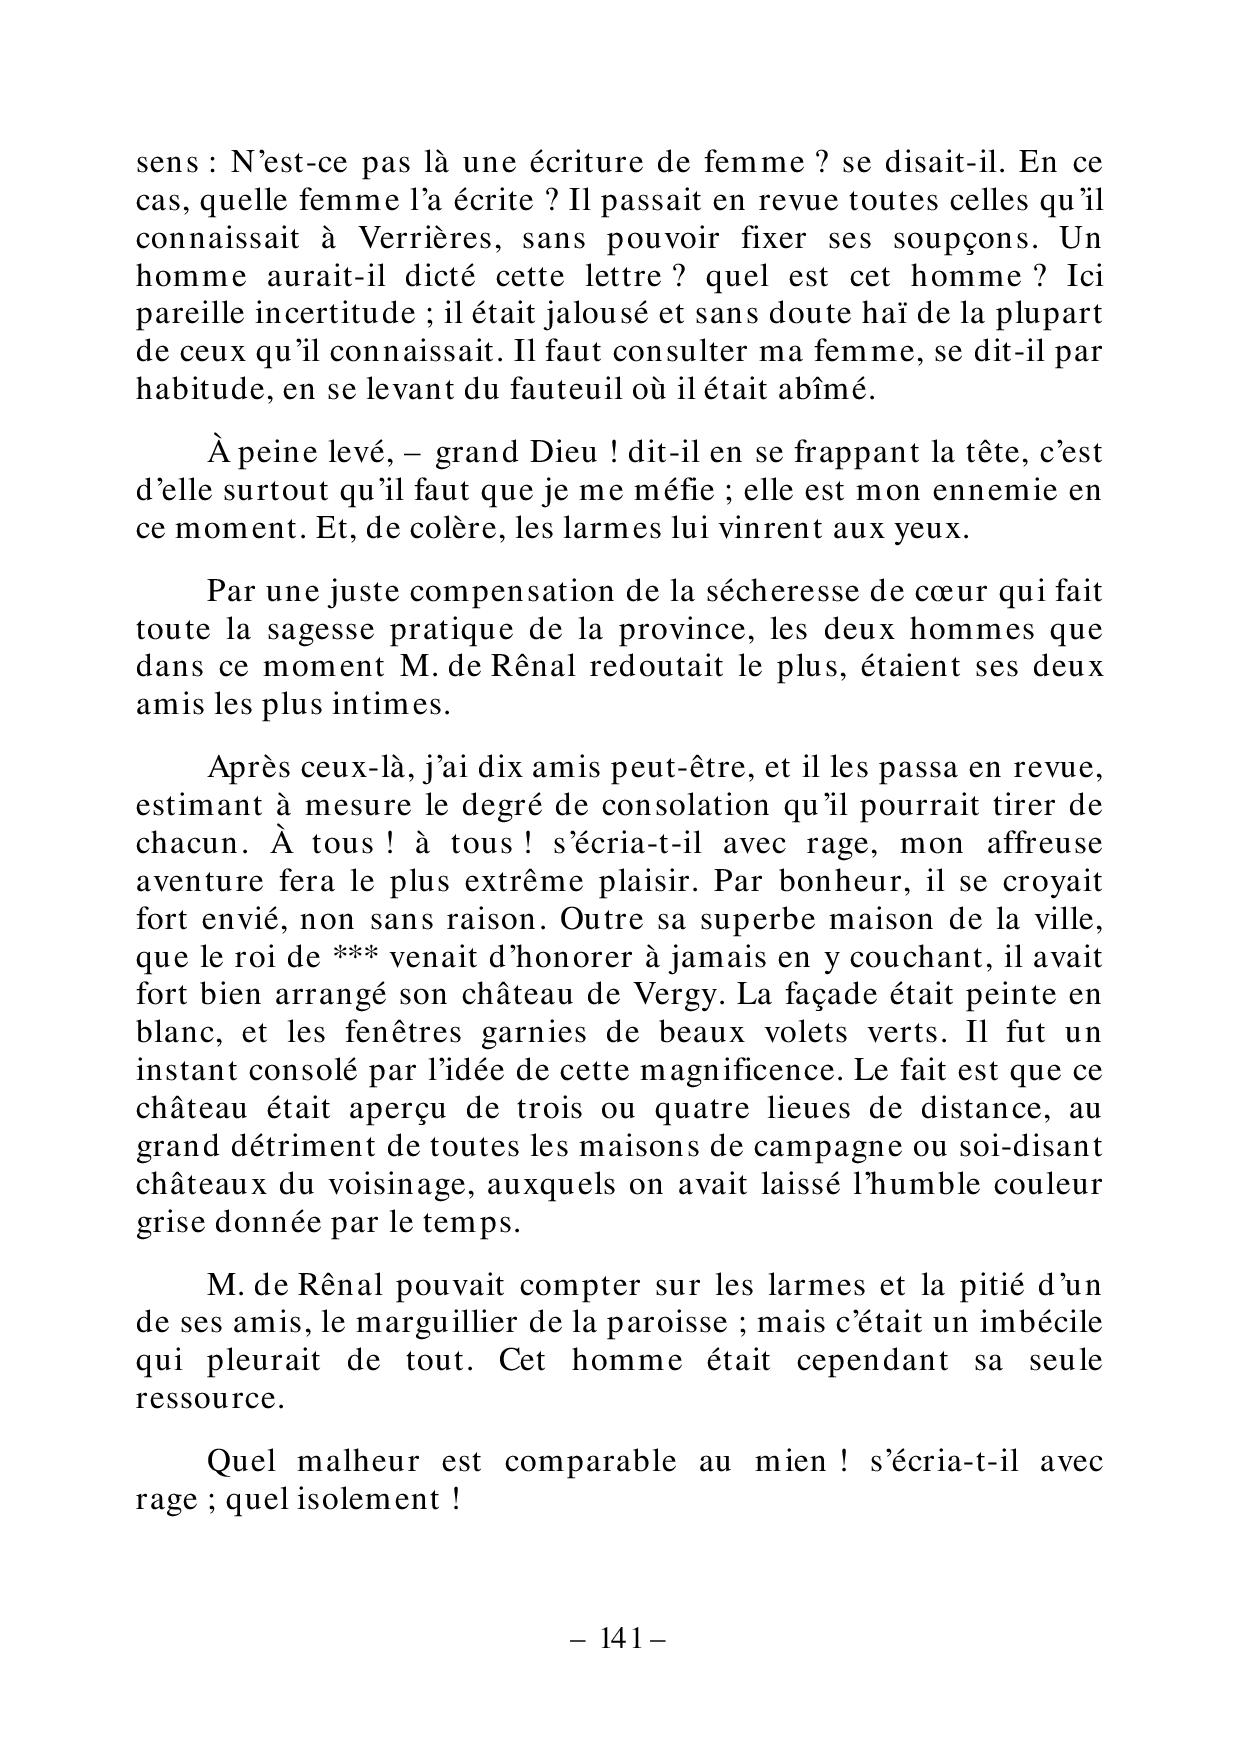 sens : N’est-ce pas là une écriture de femme ? se disait-il. En ce
cas, quelle femme l’a écrite ? Il passait en revue toutes celles qu’il
connaissait à Verrières, sans pouvoir fixer ses soupçons. Un
homme aurait-il dicté cette lettre ? quel est cet homme ? Ici
pareille incertitude ; il était jalousé et sans doute haï de la plupart
de ceux qu’il connaissait. Il faut consulter ma femme, se dit-il par
habitude, en se levant du fauteuil où il était abîmé.
À peine levé, – grand Dieu ! dit-il en se frappant la tête, c’est
d’elle surtout qu’il faut que je me méfie ; elle est mon ennemie en
ce moment. Et, de colère, les larmes lui vinrent aux yeux.
Par une juste compensation de la sécheresse de cœur qui fait
toute la sagesse pratique de la province, les deux hommes que
dans ce moment M. de Rênal redoutait le plus, étaient ses deux
amis les plus intimes.
Après ceux-là, j’ai dix amis peut-être, et il les passa en revue,
estimant à mesure le degré de consolation qu’il pourrait tirer de
chacun. À tous ! à tous ! s’écria-t-il avec rage, mon affreuse
aventure fera le plus extrême plaisir. Par bonheur, il se croyait
fort envié, non sans raison. Outre sa superbe maison de la ville,
que le roi de *** venait d’honorer à jamais en y couchant, il avait
fort bien arrangé son château de Vergy. La façade était peinte en
blanc, et les fenêtres garnies de beaux volets verts. Il fut un
instant consolé par l’idée de cette magnificence. Le fait est que ce
château était aperçu de trois ou quatre lieues de distance, au
grand détriment de toutes les maisons de campagne ou soi-disant
châteaux du voisinage, auxquels on avait laissé l’humble couleur
grise donnée par le temps.
M. de Rênal pouvait compter sur les larmes et la pitié d’un
de ses amis, le marguillier de la paroisse ; mais c’était un imbécile
qui pleurait de tout. Cet homme était cependant sa seule
ressource.
Quel malheur est comparable au mien ! s’écria-t-il avec
rage ; quel isolement !
– 141 –